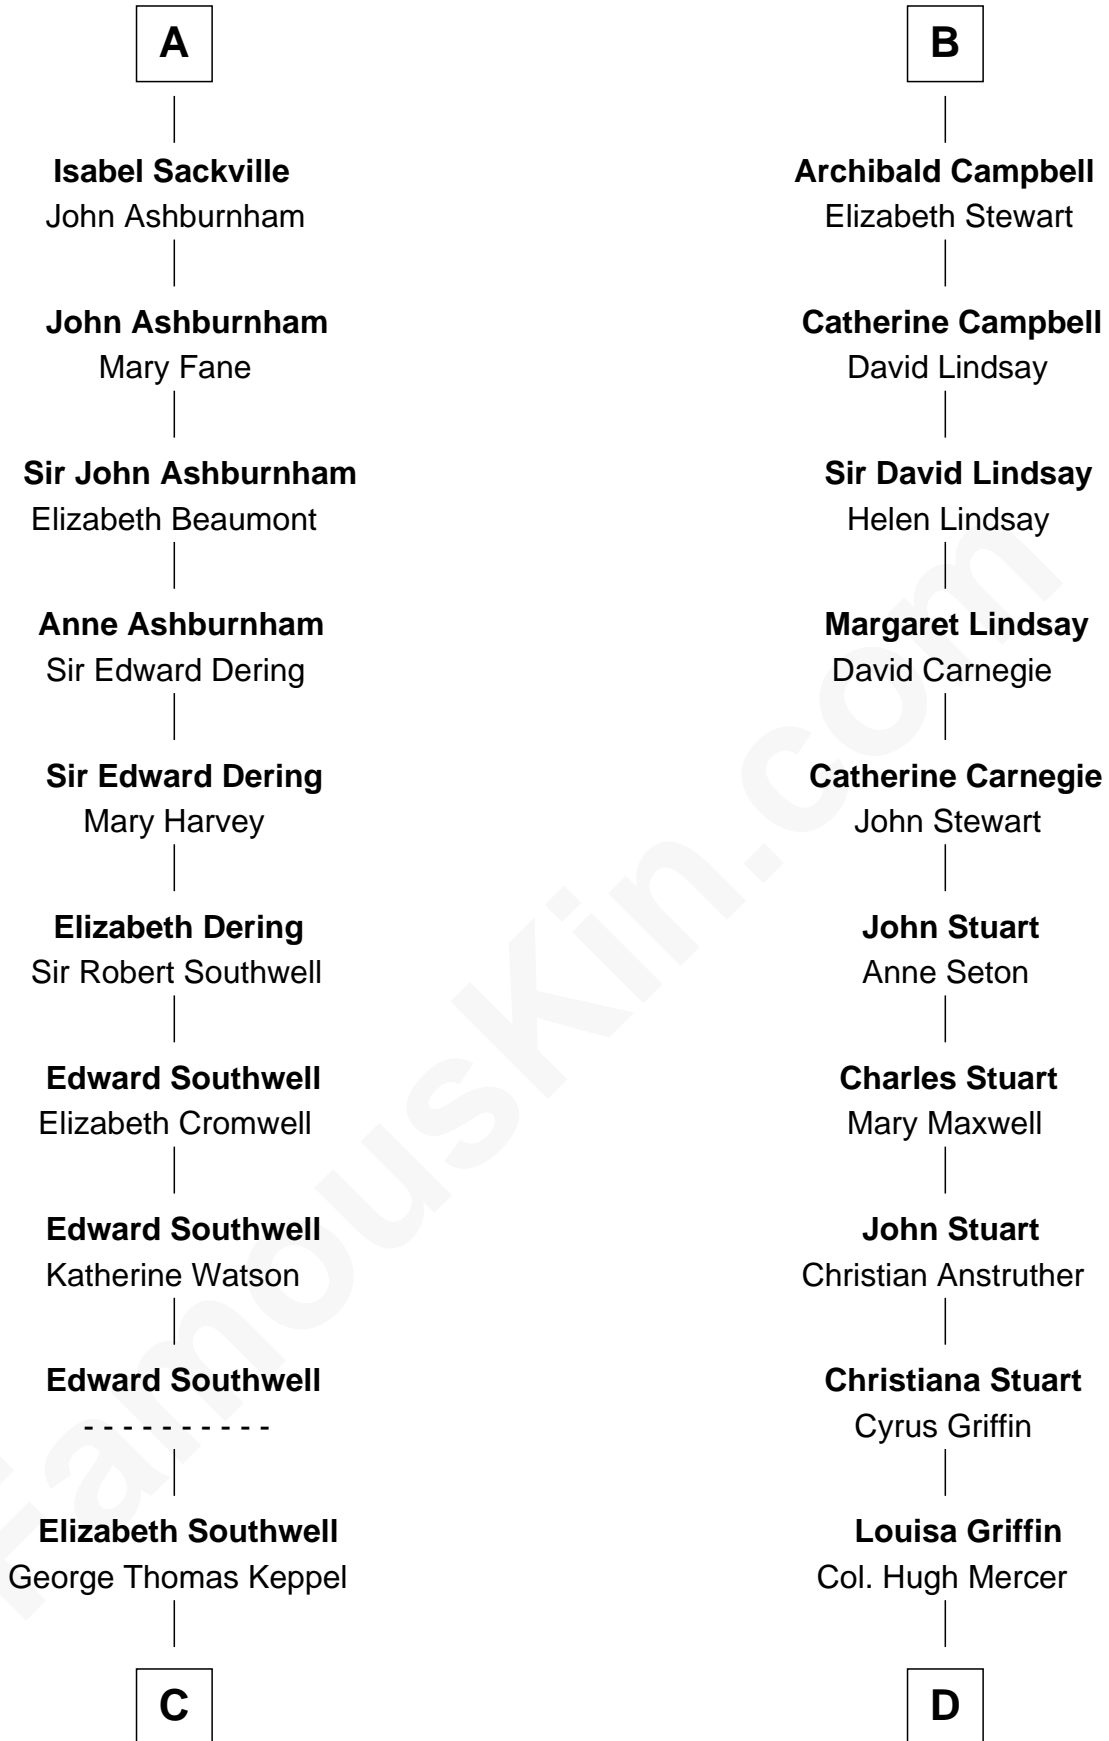 A
Isabel Sackville
John Ashburnham
John Ashburnham
Mary Fane
Sir John Ashburnham
Elizabeth Beaumont
Anne Ashburnham
Sir Edward Dering
Sir Edward Dering
Mary Harvey
Elizabeth Dering
Sir Robert Southwell
Edward Southwell
Elizabeth Cromwell
Edward Southwell
Katherine Watson
Edward Southwell
- - - - - - - - - -
Elizabeth Southwell
George Thomas Keppel
C
B
Archibald Campbell
Elizabeth Stewart
Catherine Campbell
David Lindsay
Sir David Lindsay
Helen Lindsay
Margaret Lindsay
David Carnegie
Catherine Carnegie
John Stewart
John Stuart
Anne Seton
Charles Stuart
Mary Maxwell
John Stuart
Christian Anstruther
Christiana Stuart
Cyrus Griffin
Louisa Griffin
Col. Hugh Mercer
D
FamousKin.com